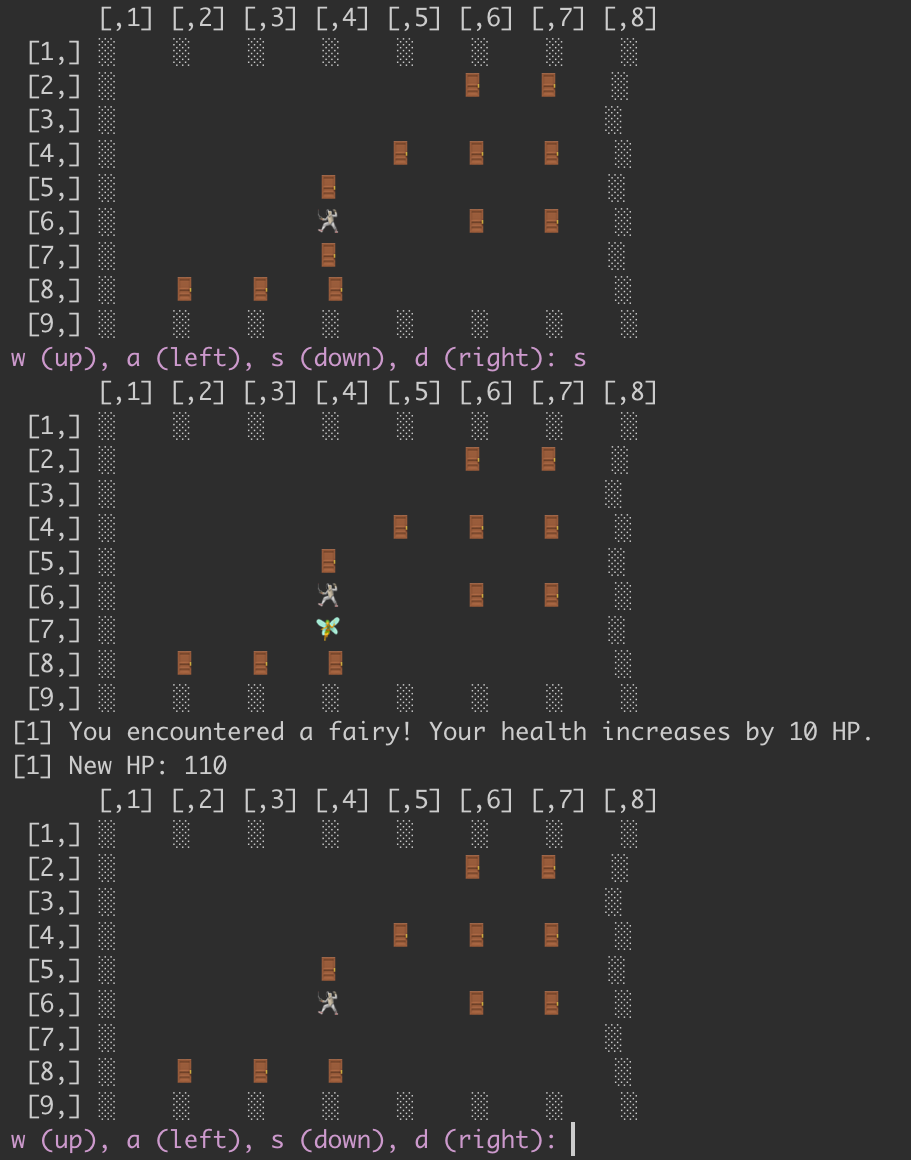 [,1] [,2] [,3] [,4] [,5] [,6] [,7] [,8]
[1,] ░ ░ ░ ░ ░ ░ ░ ░
[2,] ░ 🚪 🚪 ░
[3,] ░ ░
[4,] ░ 🚪 🚪 🚪 ░
[5,] ░ 🚪 ░
[6,] ░ 🤺 🚪 🚪 ░
[7,] ░ 🚪 ░
[8,] ░ 🚪 🚪 🚪 ░
[9,] ░ ░ ░ ░ ░ ░ ░ ░
w (up), a (left), s (down), d (right): s
[,1] [,2] [,3] [,4] [,5] [,6] [,7] [,8]
[1,] ░ ░ ░ ░ ░ ░ ░ ░
[2,] ░ 🚪 🚪 ░
[3,] ░ ░
[4,] ░ 🚪 🚪 🚪 ░
[5,] ░ 🚪 ░
[6,] ░ 🤺 🚪 🚪 ░
[7,] ░ 🧚 ░
[8,] ░ 🚪 🚪 🚪 ░
[9,] ░ ░ ░ ░ ░ ░ ░ ░
[1] You encountered a fairy! Your health increases by 10 HP.
[1] New HP: 110
[,1] [,2] [,3] [,4] [,5] [,6] [,7] [,8]
[1,] ░ ░ ░ ░ ░ ░ ░ ░
[2,] ░ 🚪 🚪 ░
[3,] ░ ░
[4,] ░ 🚪 🚪 🚪 ░
[5,] ░ 🚪 ░
[6,] ░ 🤺 🚪 🚪 ░
[7,] ░ ░
[8,] ░ 🚪 🚪 🚪 ░
[9,] ░ ░ ░ ░ ░ ░ ░ ░
w (up), a (left), s (down), d (right):